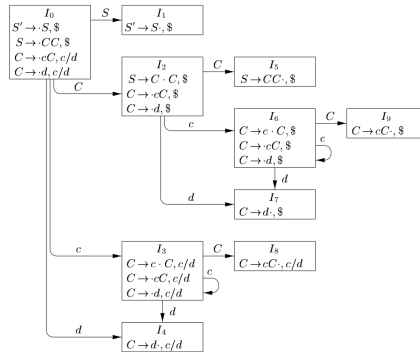 I0
S′ → ·S, $
S → ·CC, $
C → ·cC, c/d
C → ·d, c/d
S
I1
S′ → S·, $
C
I2
S → C · C, $
C → ·cC, $
C → ·d, $
C
I5
S → CC·, $
c
I6
C → c · C, $
C → ·cC, $
C → ·d, $
C
I9
C → cC·, $
c
d
d
I7
C → d·, $
c
I3
C → c · C, c/d
C → ·cC, c/d
C → ·d, c/d
C
I8
C → cC·, c/d
c
d
d
I4
C → d·, c/d